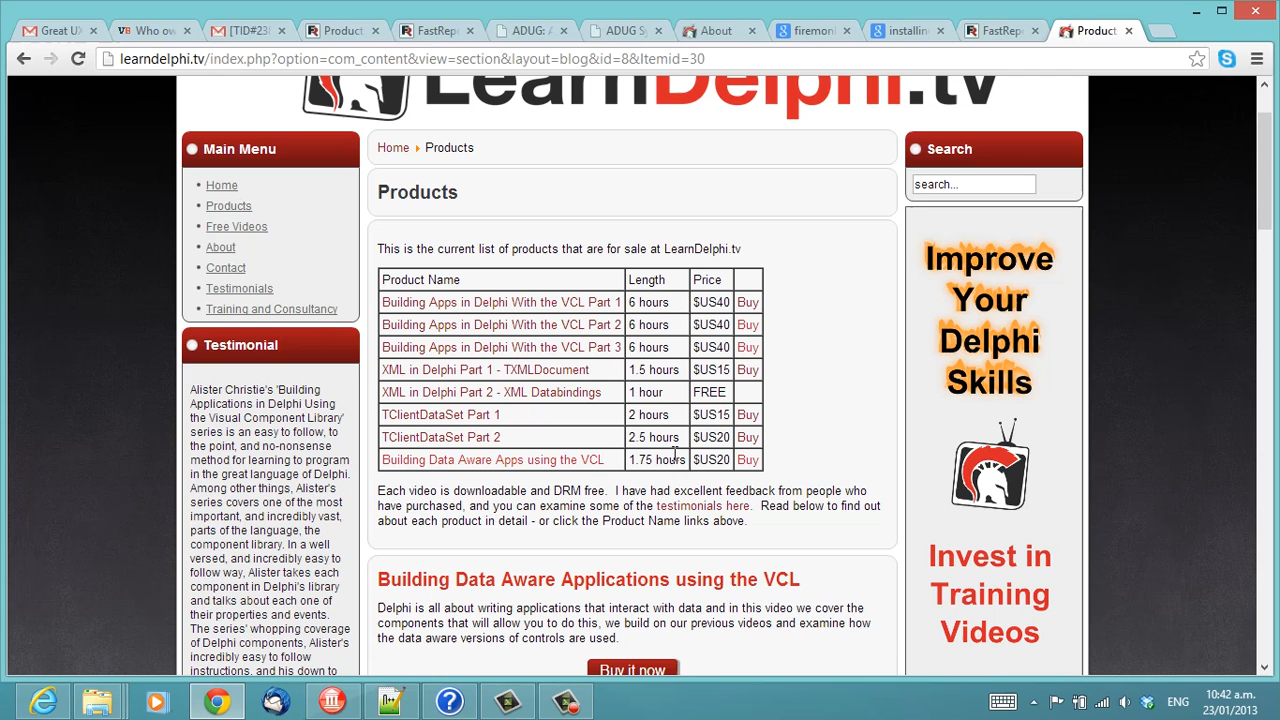 Great U
VB Who ow
[TID#23
Product
FastRep
ADUG: A
ADUG S
About
firemoni
installin
FastRep
Product
learndelphi.tv/index.php?option=com_content&view=section&layout=blog&id=8&Itemid=30
LearnDelphi.tv
Main Menu
Home
Products
Free Videos
About
Contact
Testimonials
Training and Consultancy
Testimonial
Alister Christie's 'Building
Applications in Delphi Using
the Visual Component Library'
series is an easy to follow, to
the point, and no-nonsense
method for learning to program
in the great language of Delphi.
Among other things, Alister's
series covers one of the most
important, and incredibly vast,
parts of the language, the
component library. In a well
versed, and incredibly easy to
follow way, Alister takes each
component in Delphi's library
and talks about each one of
their properties and events.
The series' whopping coverage
of Delphi components, Alister's
incredibly easy to follow
instructions, and his down to
Home Products
Products
This is the current list of products that are for sale at LearnDelphi.tv
Product Name Length Price
Building Apps in Delphi With the VCL Part 1 6 hours $US40 Buy
Building Apps in Delphi With the VCL Part 2 6 hours $US40 Buy
Building Apps in Delphi With the VCL Part 3 6 hours $US40 Buy
XML in Delphi Part 1 - TXMLDocument 1.5 hours $US15 Buy
XML in Delphi Part 2 - XML Databindings 1 hour FREE
TClientDataSet Part 1 2 hours $US15 Buy
TClientDataSet Part 2 2.5 hours $US20 Buy
Building Data Aware Apps using the VCL 1.75 hours $US20 Buy
Each video is downloadable and DRM free. I have had excellent feedback from people who
have purchased, and you can examine some of the testimonials here. Read below to find out
about each product in detail - or click the Product Name links above.
Building Data Aware Applications using the VCL
Delphi is all about writing applications that interact with data and in this video we cover the
components that will allow you to do this, we build on our previous videos and examine how
the data aware versions of controls are used.
Buy it now
Search
search...
Improve
Your
Delphi
Skills
Invest in
Training
Videos
ENG
10:42 a.m.
23/01/2013